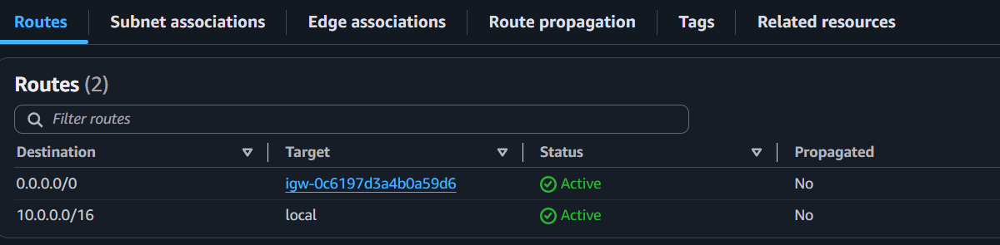 Routes Subnet associations Edge associations Route propagation Tags Related resources
Routes (2)
Filter routes
Destination Target Status Propagated
0.0.0.0/0 igw-0c6197d3a4b0a59d6 Active No
10.0.0.0/16 local Active No